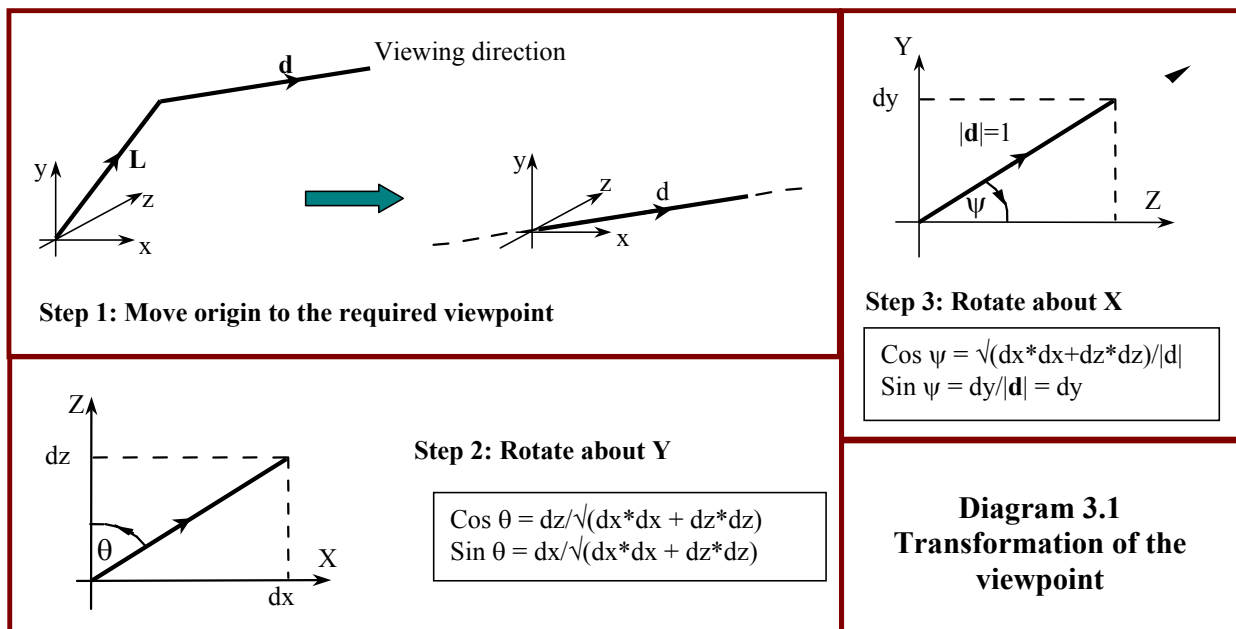 Viewing direction
d
L
y
z
x
y
z
d
x
Step 1: Move origin to the required viewpoint
Z
dz
θ
X
dx
Step 2: Rotate about Y
Cos θ = dz/√(dx*dx + dz*dz)
Sin θ = dx/√(dx*dx + dz*dz)
Y
dy
|d|=1
ψ
Z
Step 3: Rotate about X
Cos ψ = √(dx*dx+dz*dz)/|d|
Sin ψ = dy/|d| = dy
Diagram 3.1
Transformation of the
viewpoint